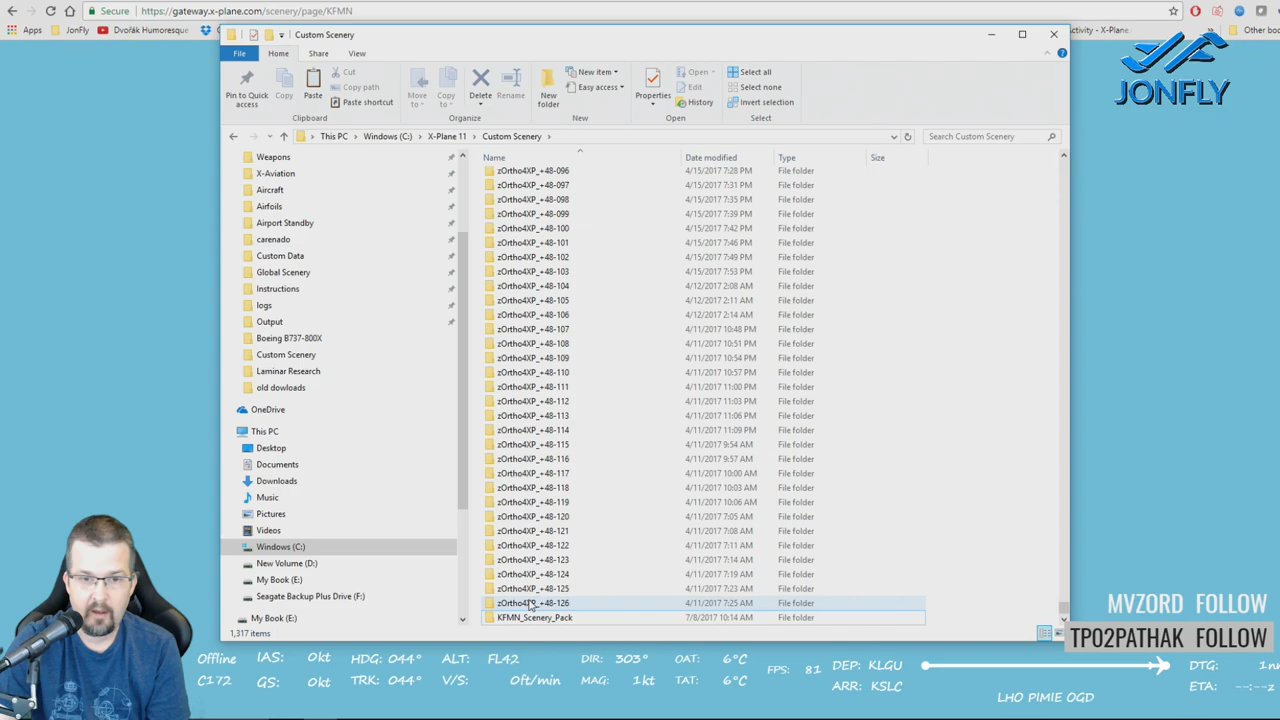 Secure | https://gateway.x-plane.com/scenery/page/KFMN
Apps JonFly Dvořák Humoresque Activity - X-Plane. Other boo
Custom Scenery
File Home Share View
Pin to Quick access
Copy
Paste
Cut
Copy path
Paste shortcut
Clipboard
Move to
Copy to
Delete
Rename
Organize
New folder
New item
Easy access
New
Properties
Open
Edit
History
Open
Select all
Select none
Invert selection
Select
This PC > Windows (C:) > X-Plane 11 > Custom Scenery >
Search Custom Scenery
Weapons
X-Aviation
Aircraft
Airfoils
Airport Standby
carenado
Custom Data
Global Scenery
Instructions
logs
Output
Boeing B737-800X
Custom Scenery
Laminar Research
old dowloads
OneDrive
This PC
Desktop
Documents
Downloads
Music
Pictures
Videos
Windows (C:)
New Volume (D:)
My Book (E:)
Seagate Backup Plus Drive (F:)
My Book (E:)
1,317 items
Name Date modified Type Size
zOrtho4XP_+48-096 4/15/2017 7:28 PM File folder
zOrtho4XP_+48-097 4/15/2017 7:31 PM File folder
zOrtho4XP_+48-098 4/15/2017 7:35 PM File folder
zOrtho4XP_+48-099 4/15/2017 7:39 PM File folder
zOrtho4XP_+48-100 4/15/2017 7:42 PM File folder
zOrtho4XP_+48-101 4/15/2017 7:46 PM File folder
zOrtho4XP_+48-102 4/15/2017 7:49 PM File folder
zOrtho4XP_+48-103 4/15/2017 7:53 PM File folder
zOrtho4XP_+48-104 4/12/2017 2:08 AM File folder
zOrtho4XP_+48-105 4/12/2017 2:11 AM File folder
zOrtho4XP_+48-106 4/12/2017 2:14 AM File folder
zOrtho4XP_+48-107 4/11/2017 10:48 PM File folder
zOrtho4XP_+48-108 4/11/2017 10:51 PM File folder
zOrtho4XP_+48-109 4/11/2017 10:54 PM File folder
zOrtho4XP_+48-110 4/11/2017 10:57 PM File folder
zOrtho4XP_+48-111 4/11/2017 11:00 PM File folder
zOrtho4XP_+48-112 4/11/2017 11:03 PM File folder
zOrtho4XP_+48-113 4/11/2017 11:06 PM File folder
zOrtho4XP_+48-114 4/11/2017 11:09 PM File folder
zOrtho4XP_+48-115 4/11/2017 9:54 AM File folder
zOrtho4XP_+48-116 4/11/2017 9:57 AM File folder
zOrtho4XP_+48-117 4/11/2017 10:00 AM File folder
zOrtho4XP_+48-118 4/11/2017 10:03 AM File folder
zOrtho4XP_+48-119 4/11/2017 10:06 AM File folder
zOrtho4XP_+48-120 4/11/2017 7:05 AM File folder
zOrtho4XP_+48-121 4/11/2017 7:08 AM File folder
zOrtho4XP_+48-122 4/11/2017 7:11 AM File folder
zOrtho4XP_+48-123 4/11/2017 7:14 AM File folder
zOrtho4XP_+48-124 4/11/2017 7:19 AM File folder
zOrtho4XP_+48-125 4/11/2017 7:23 AM File folder
zOrtho4XP_+48-126 4/11/2017 7:25 AM File folder
KFMN_Scenery_Pack 7/8/2017 10:14 AM File folder
JONFLY
MVZORD FOLLOW
TPO2PATHAK FOLLOW
Offline IAS: 0kt HDG: 044° ALT: FL42 DIR: 303° OAT: 6°C FPS: 81 DEP: KLGU DTG: 1n
C172 GS: 0kt TRK: 044° V/S: 0ft/min MAG: 1kt TAT: 6°C ARR: KSLC ETA: --:--z
LHO PIMIE OGD